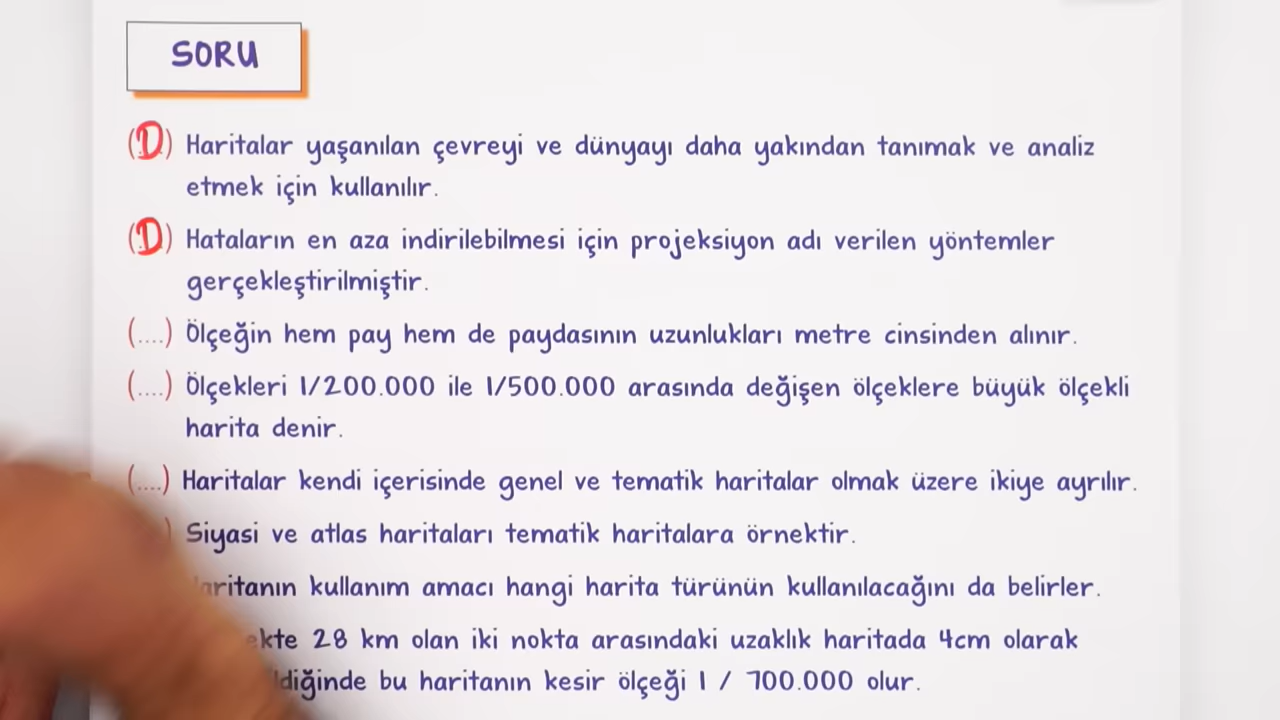 SORU
(D) Haritalar yaşanılan çevreyi ve dünyayı daha yakından tanımak ve analiz
etmek için kullanılır.
(D) Hataların en aza indirilebilmesi için projeksiyon adı verilen yöntemler
gerçekleştirilmiştir.
(....) Ölçeğin hem pay hem de paydasının uzunlukları metre cinsinden alınır.
(....) Ölçekleri 1/200.000 ile 1/500.000 arasında değişen ölçeklere büyük ölçekli
harita denir.
(....) Haritalar kendi içerisinde genel ve tematik haritalar olmak üzere ikiye ayrılır.
) Siyasi ve atlas haritaları tematik haritalara örnektir.
kullanım amacı hangi harita türünün kullanılacağını da belirler.
28 km olan iki nokta arasındaki uzaklık haritada 4cm olarak
bu haritanın kesir ölçeği 1 / 700.000 olur.